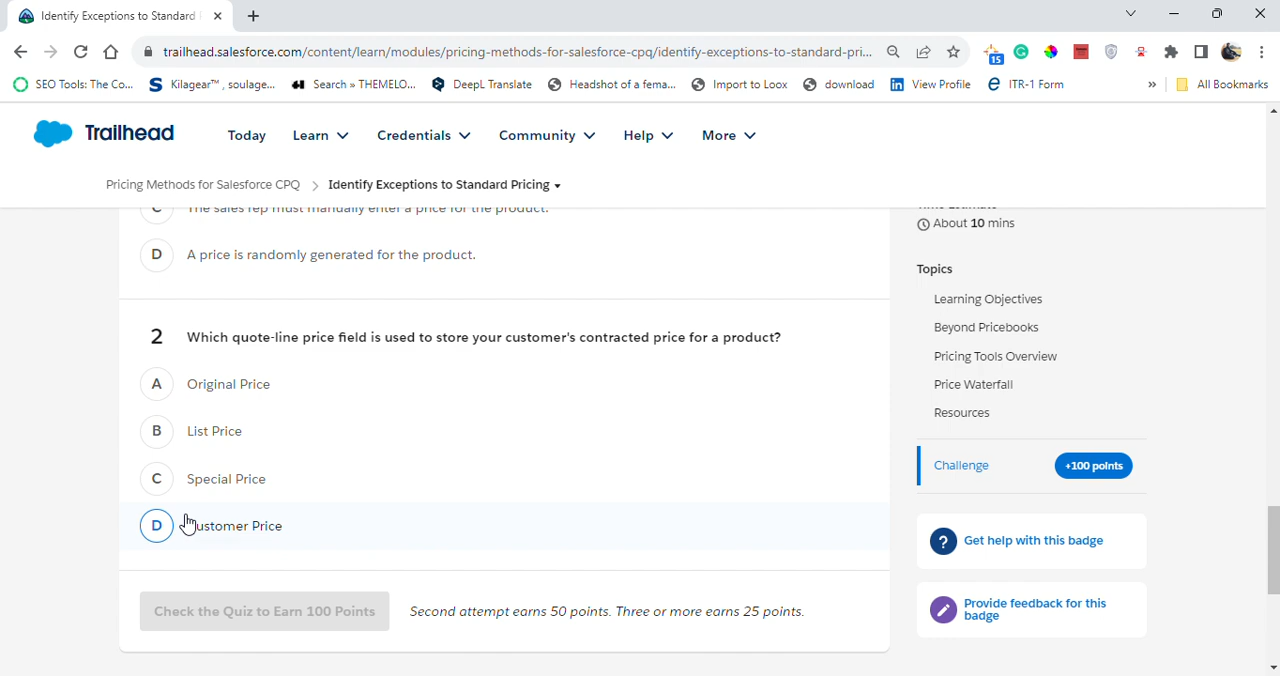 Identify Exceptions to Standard
trailhead.salesforce.com/content/learn/modules/pricing-methods-for-salesforce-cpq/identify-exceptions-to-standard-pri...
15
SEO Tools: The Co...
Kilagear™, soulage...
Search » THEMELO...
DeepL Translate
Headshot of a fema...
Import to Loox
download
View Profile
ITR-1 Form
»
All Bookmarks
Trailhead
Today
Learn
Credentials
Community
Help
More
Pricing Methods for Salesforce CPQ
Identify Exceptions to Standard Pricing
C The sales rep must manually enter a price for the product.
D A price is randomly generated for the product.
2 Which quote-line price field is used to store your customer's contracted price for a product?
A Original Price
B List Price
C Special Price
D ustomer Price
Check the Quiz to Earn 100 Points
Second attempt earns 50 points. Three or more earns 25 points.
Time Estimate
About 10 mins
Topics
Learning Objectives
Beyond Pricebooks
Pricing Tools Overview
Price Waterfall
Resources
Challenge
+100 points
Get help with this badge
Provide feedback for this
badge